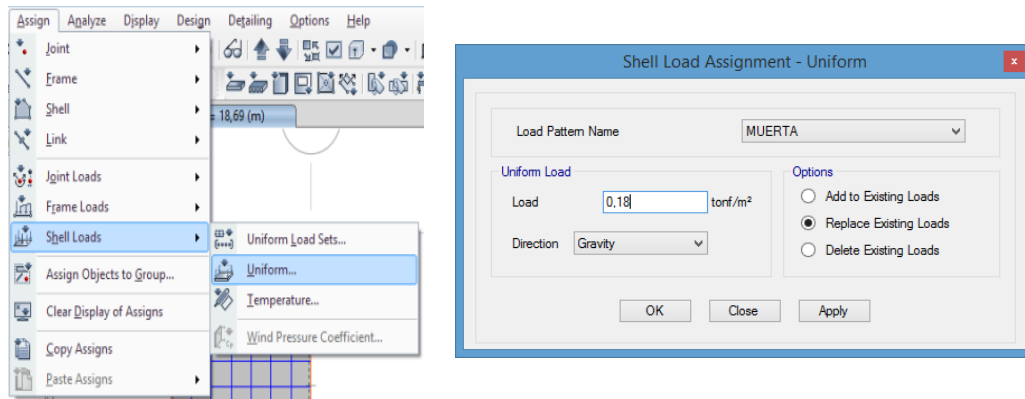 Assign Analyze Display Design Detailing Options Help
Joint
Frame
Shell
= 18,69 (m)
Link
Joint Loads
Frame Loads
Shell Loads
Uniform Load Sets...
Assign Objects to Group...
Uniform...
Temperature...
Clear Display of Assigns
Wind Pressure Coefficient...
Copy Assigns
Paste Assigns
Shell Load Assignment - Uniform
x
Load Pattern Name MUERTA
Uniform Load Options
Load 0,18 tonf/m² Add to Existing Loads
Replace Existing Loads
Direction Gravity Delete Existing Loads
OK Close Apply